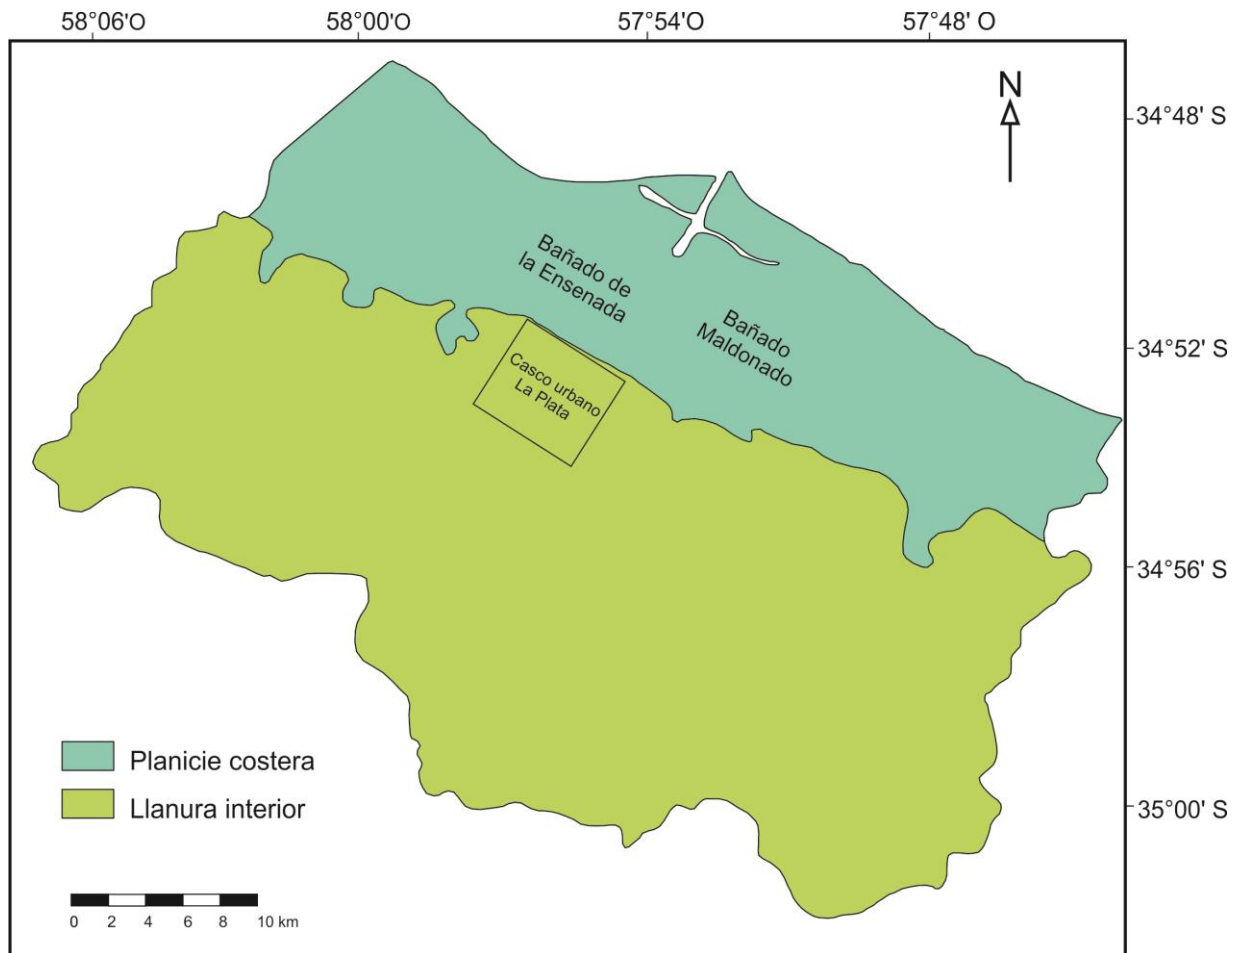 58°06'O
58°00'O
57°54'O
57°48' O
N
34°48' S
Bañado de
la Ensenada
Bañado
Maldonado
34°52' S
Casco urbano
La Plata
34°56' S
Planicie costera
Llanura interior
35°00' S
0 2 4 6 8 10 km